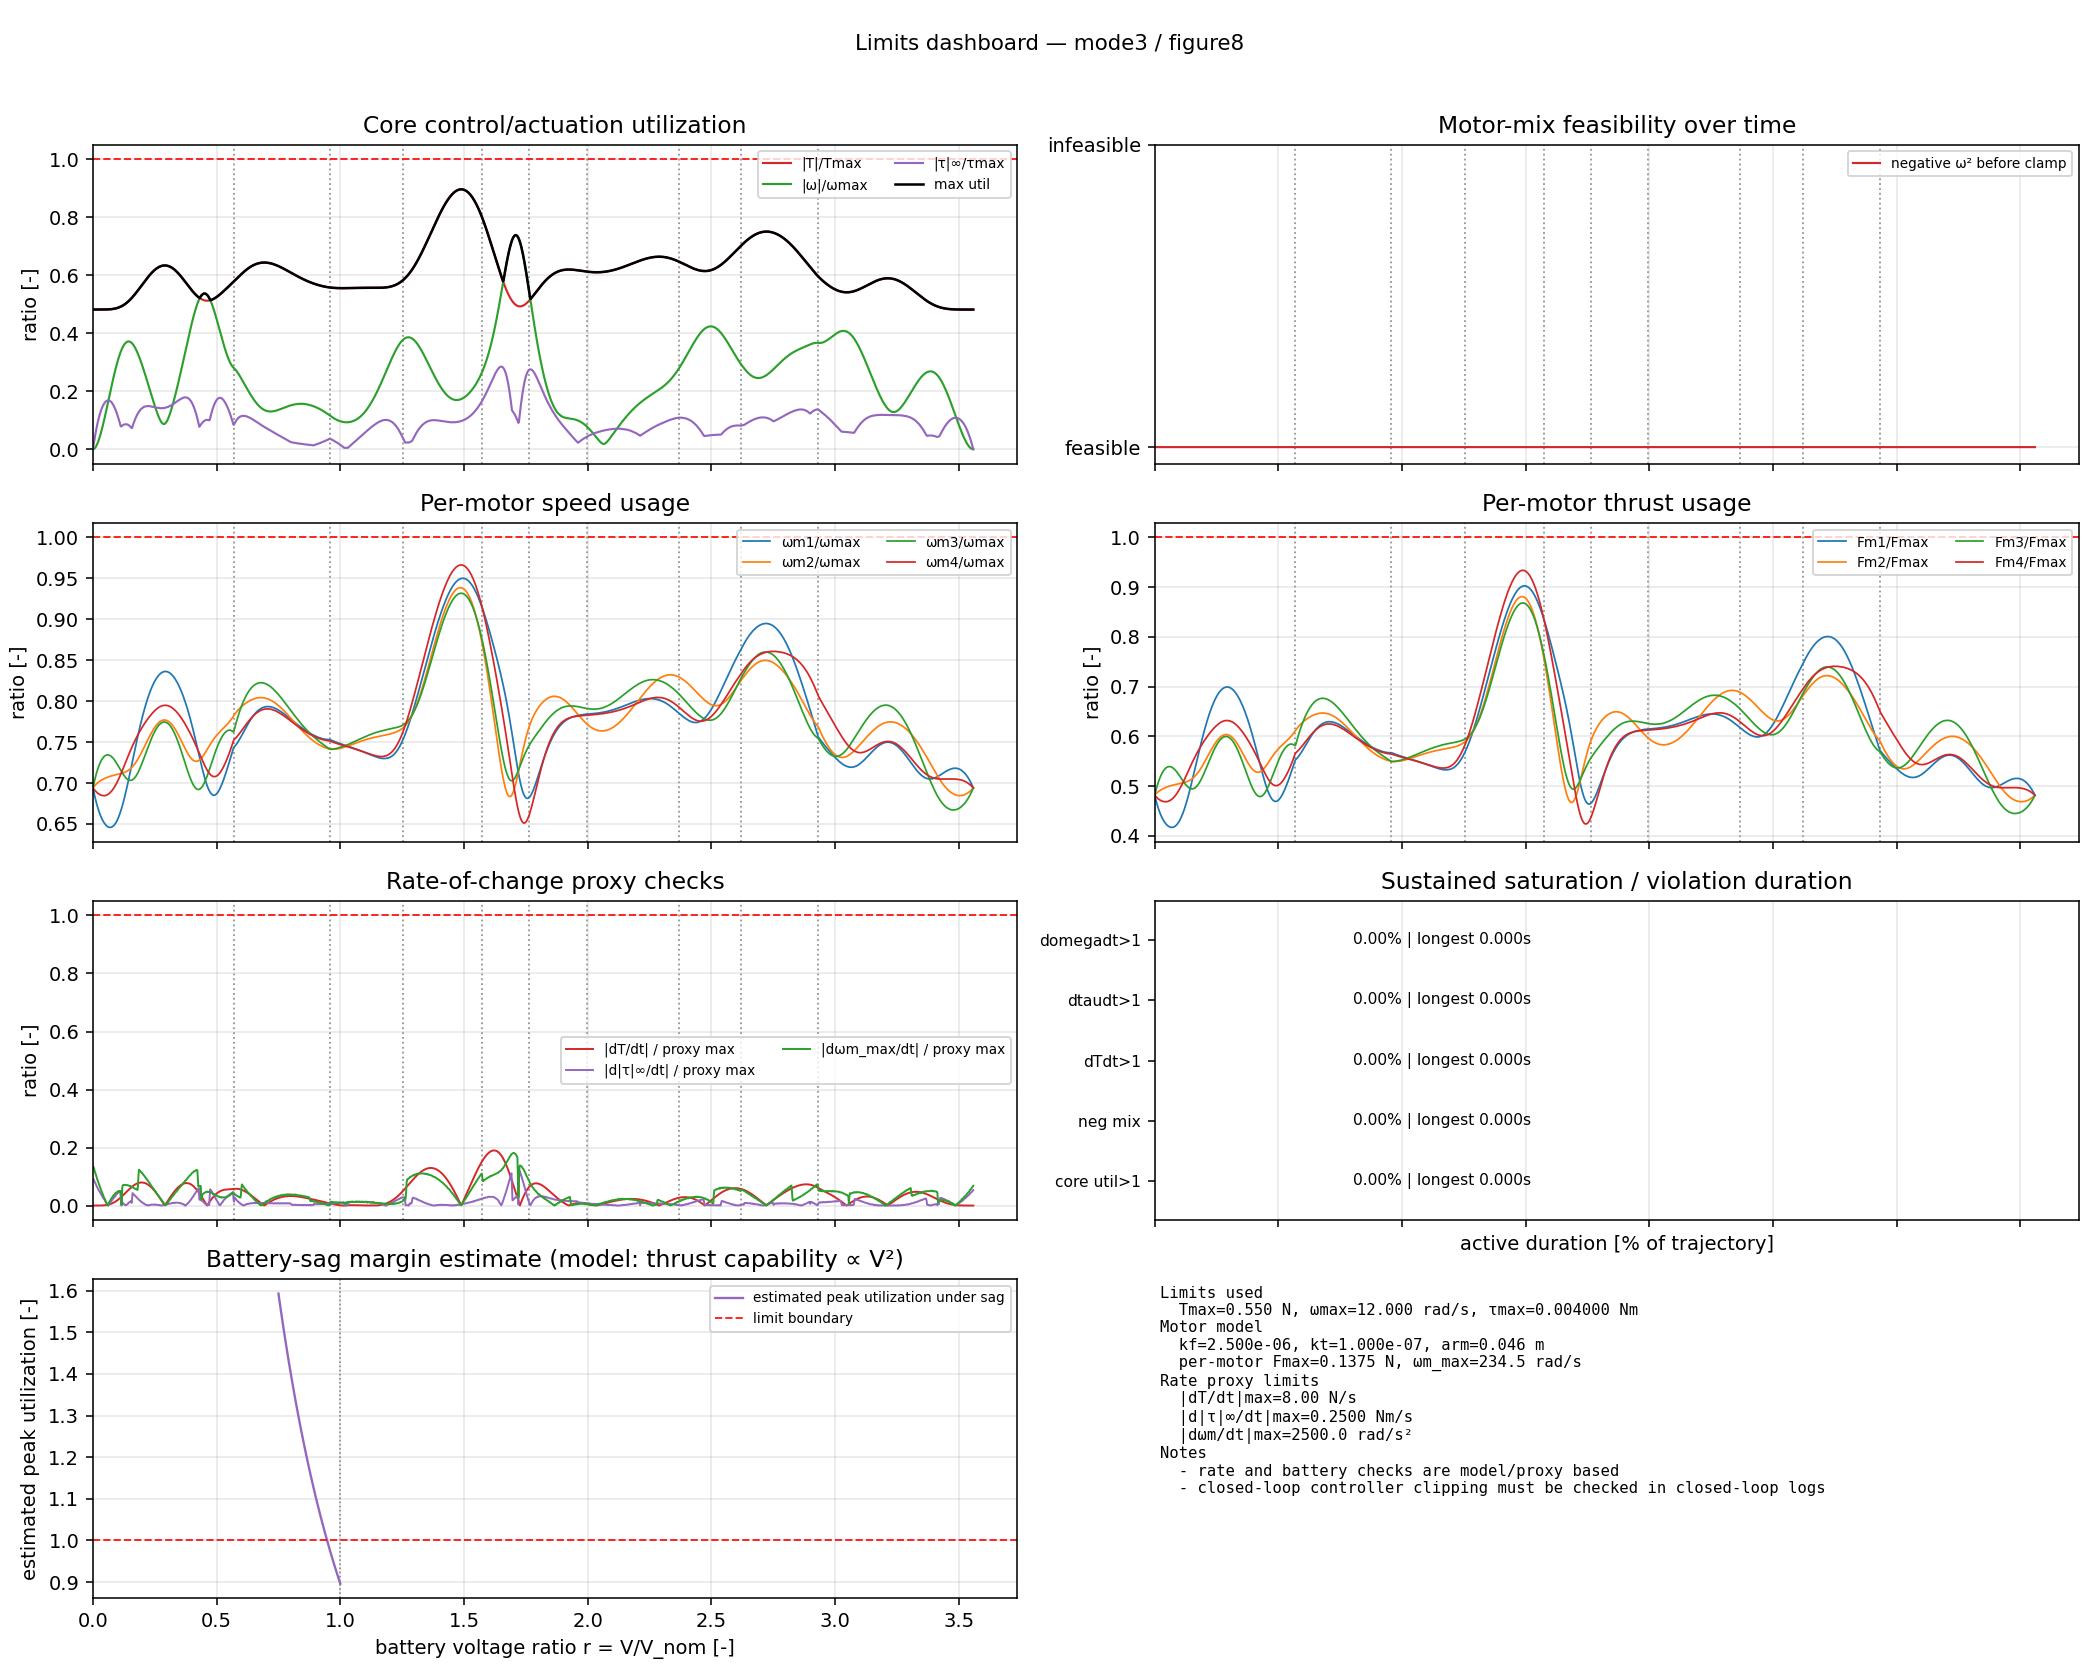 Limits dashboard — mode3 / figure8
Core control/actuation utilization
ratio [-]
1.0
0.8
0.6
0.4
0.2
0.0
|T|/Tmax
|ω|/ωmax
|τ|∞/τmax
max util
Motor-mix feasibility over time
infeasible
feasible
negative ω² before clamp
Per-motor speed usage
ratio [-]
1.00
0.95
0.90
0.85
0.80
0.75
0.70
0.65
ωm1/ωmax
ωm2/ωmax
ωm3/ωmax
ωm4/ωmax
Per-motor thrust usage
ratio [-]
1.0
0.9
0.8
0.7
0.6
0.5
0.4
Fm1/Fmax
Fm2/Fmax
Fm3/Fmax
Fm4/Fmax
Rate-of-change proxy checks
ratio [-]
1.0
0.8
0.6
0.4
0.2
0.0
|dT/dt| / proxy max
|d|τ|∞/dt| / proxy max
|dωm_max/dt| / proxy max
Sustained saturation / violation duration
domegadt>1
0.00% | longest 0.000s
dtaudt>1
0.00% | longest 0.000s
dTdt>1
0.00% | longest 0.000s
neg mix
0.00% | longest 0.000s
core util>1
0.00% | longest 0.000s
active duration [% of trajectory]
Battery-sag margin estimate (model: thrust capability ∝ V²)
estimated peak utilization [-]
1.6
1.5
1.4
1.3
1.2
1.1
1.0
0.9
estimated peak utilization under sag
limit boundary
0.0
0.5
1.0
1.5
2.0
2.5
3.0
3.5
battery voltage ratio r = V/V_nom [-]
Limits used
Tmax=0.550 N, ωmax=12.000 rad/s, τmax=0.004000 Nm
Motor model
kf=2.500e-06, kt=1.000e-07, arm=0.046 m
per-motor Fmax=0.1375 N, ωm_max=234.5 rad/s
Rate proxy limits
|dT/dt|max=8.00 N/s
|d|τ|∞/dt|max=0.2500 Nm/s
|dωm/dt|max=2500.0 rad/s²
Notes
- rate and battery checks are model/proxy based
- closed-loop controller clipping must be checked in closed-loop logs